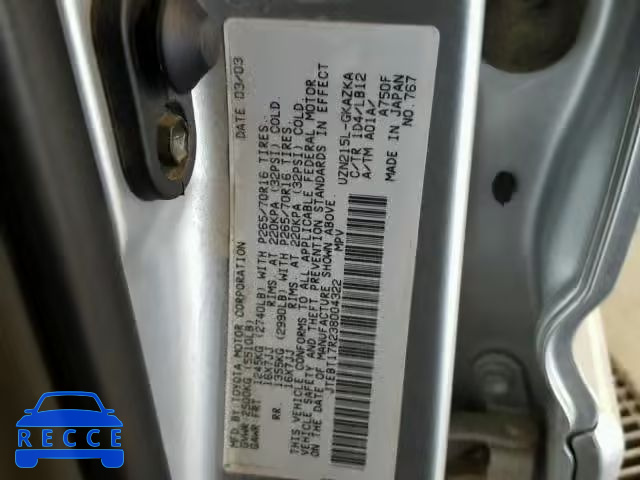 MFD. BY: TOYOTA MOTOR CORPORATION DATE 03/03
GVWR 2500KG (5510LB)
GAWR FRT 1245KG (2740LB) WITH P265/70R16 TIRES.
16X7JJ RIMS. AT 220KPA (32PSI) COLD.
RR 1355KG (2990LB) WITH P265/70R16 TIRES.
16X7JJ RIMS. AT 220KPA (32PSI) COLD.
THIS VEHICLE CONFORMS TO ALL APPLICABLE FEDERAL MOTOR
VEHICLE SAFETY AND THEFT PREVENTION STANDARDS IN EFFECT
ON THE DATE OF MANUFACTURE SHOWN ABOVE.
JTEBT17R238004322 MPV
UZN215L-GKAZKA
C/TR 1D4/LB12
A/TM A01A/ A750F
MADE IN JAPAN
NO.767
RECCE